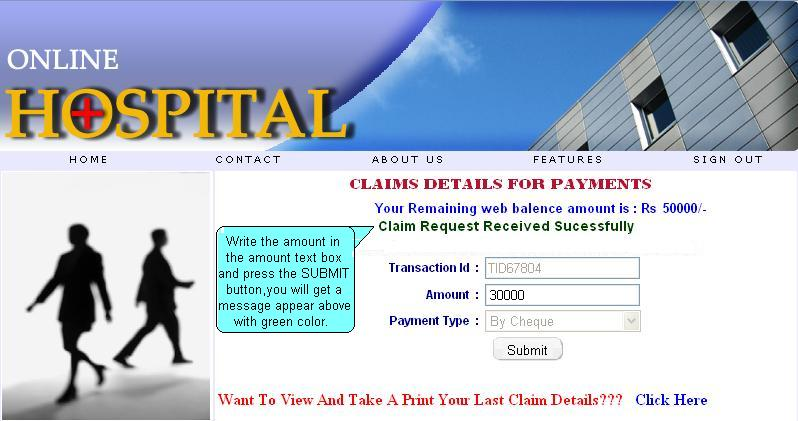 ONLINE
HOSPITAL
HOME CONTACT ABOUT US FEATURES SIGN OUT
CLAIMS DETAILS FOR PAYMENTS
Your Remaining web balence amount is : Rs 50000/-
Claim Request Received Sucessfully
Write the amount in
the amount text box
and press the SUBMIT
button,you will get a
message appear above
with green color.
Transaction Id : TID67804
Amount : 30000
Payment Type : By Cheque
Submit
Want To View And Take A Print Your Last Claim Details??? Click Here